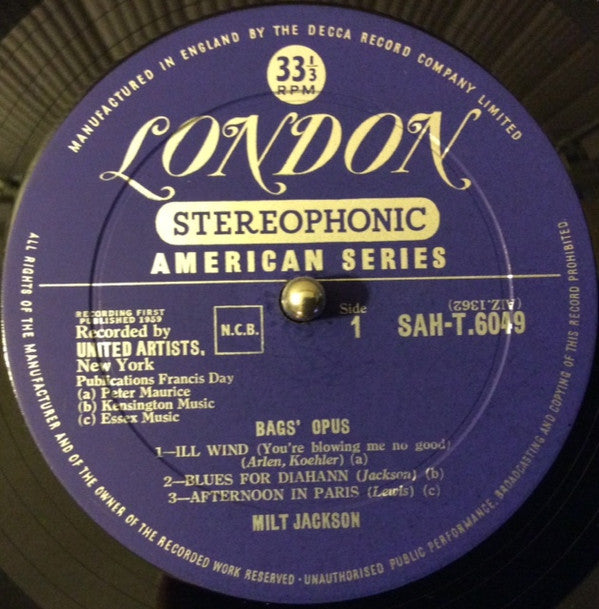 MANUFACTURED IN ENGLAND BY THE DECCA RECORD COMPANY LIMITED
33⅓
RPM
LONDON
STEREOPHONIC
AMERICAN SERIES
RECORDING FIRST
PUBLISHED 1959
Recorded by
UNITED ARTISTS,
New York
Publications Francis Day
(a) Peter Maurice
(b) Kensington Music
(c) Essex Music
N.C.B.
Side
1
(AIZ.1362)
SAH-T.6049
BAGS' OPUS
1—ILL WIND (You're blowing me no good)
(Arlen, Koehler) (a)
2—BLUES FOR DIAHANN (Jackson) (b)
3—AFTERNOON IN PARIS (Lewis) (c)
MILT JACKSON
ALL RIGHTS OF THE MANUFACTURER AND OF THE OWNER OF THE RECORDED WORK RESERVED · UNAUTHORISED PUBLIC PERFORMANCE, BROADCASTING AND COPYING OF THIS RECORD PROHIBITED